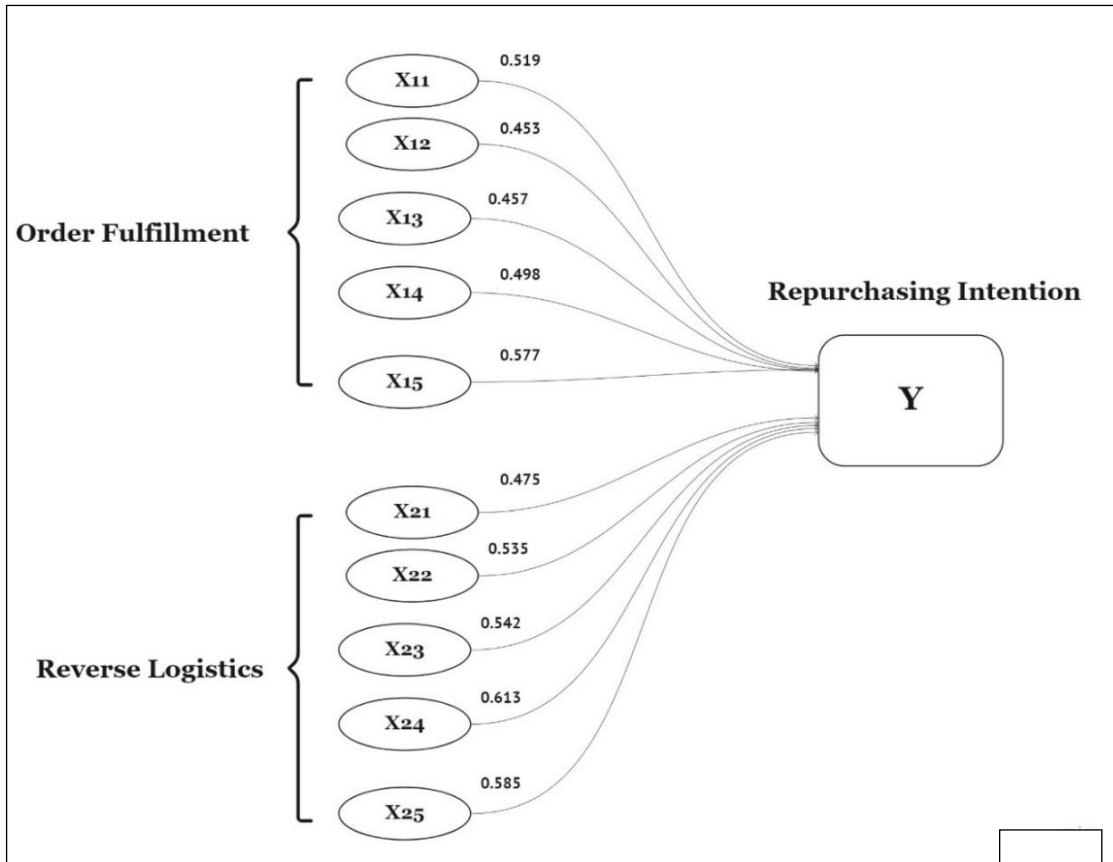 0.519
X11
0.453
X12
0.457
X13
Order Fulfillment
0.498
X14
Repurchasing Intention
0.577
X15
Y
0.475
X21
0.535
X22
0.542
X23
Reverse Logistics
0.613
X24
0.585
X25